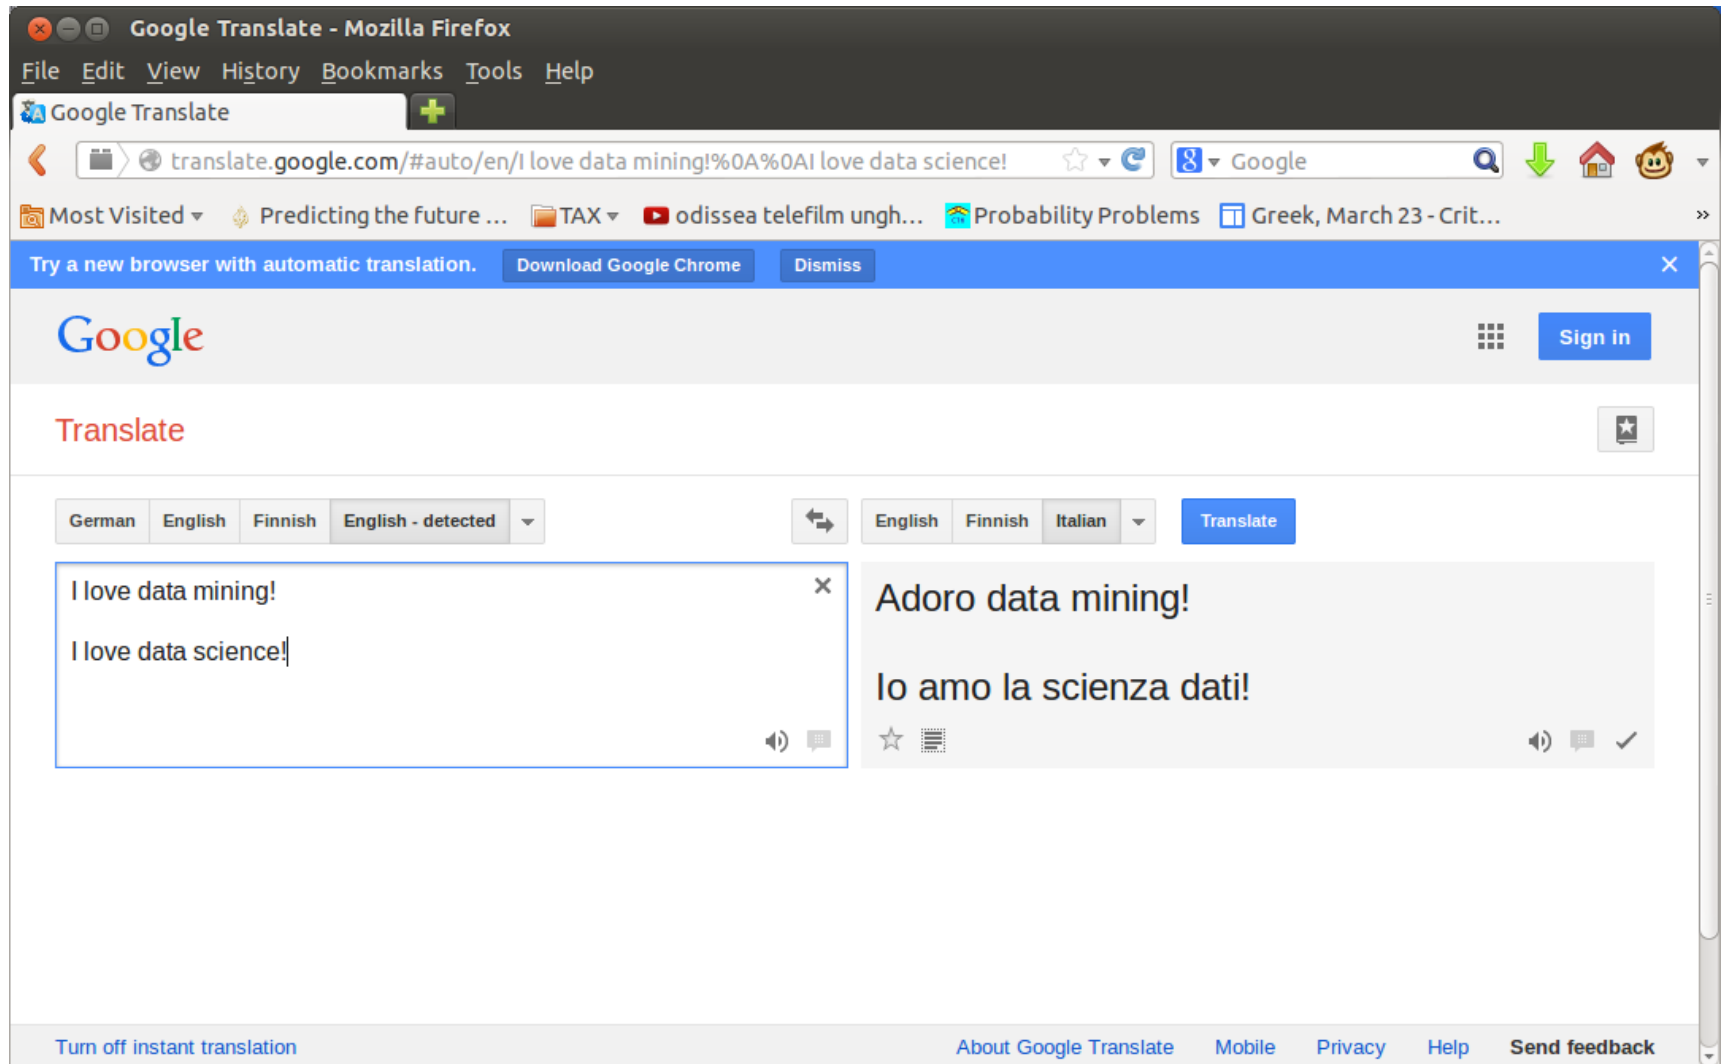 Google Translate - Mozilla Firefox
File Edit View History Bookmarks Tools Help
Google Translate
translate.google.com/#auto/en/I love data mining!%0A%0AI love data science! Google
Most Visited Predicting the future ... TAX odissea telefilm ungh... Probability Problems Greek, March 23 - Crit... »
Try a new browser with automatic translation. Download Google Chrome Dismiss
Google
Sign in
Translate
German English Finnish English - detected English Finnish Italian Translate
I love data mining!
I love data science!
Adoro data mining!
Io amo la scienza dati!
Turn off instant translation About Google Translate Mobile Privacy Help Send feedback